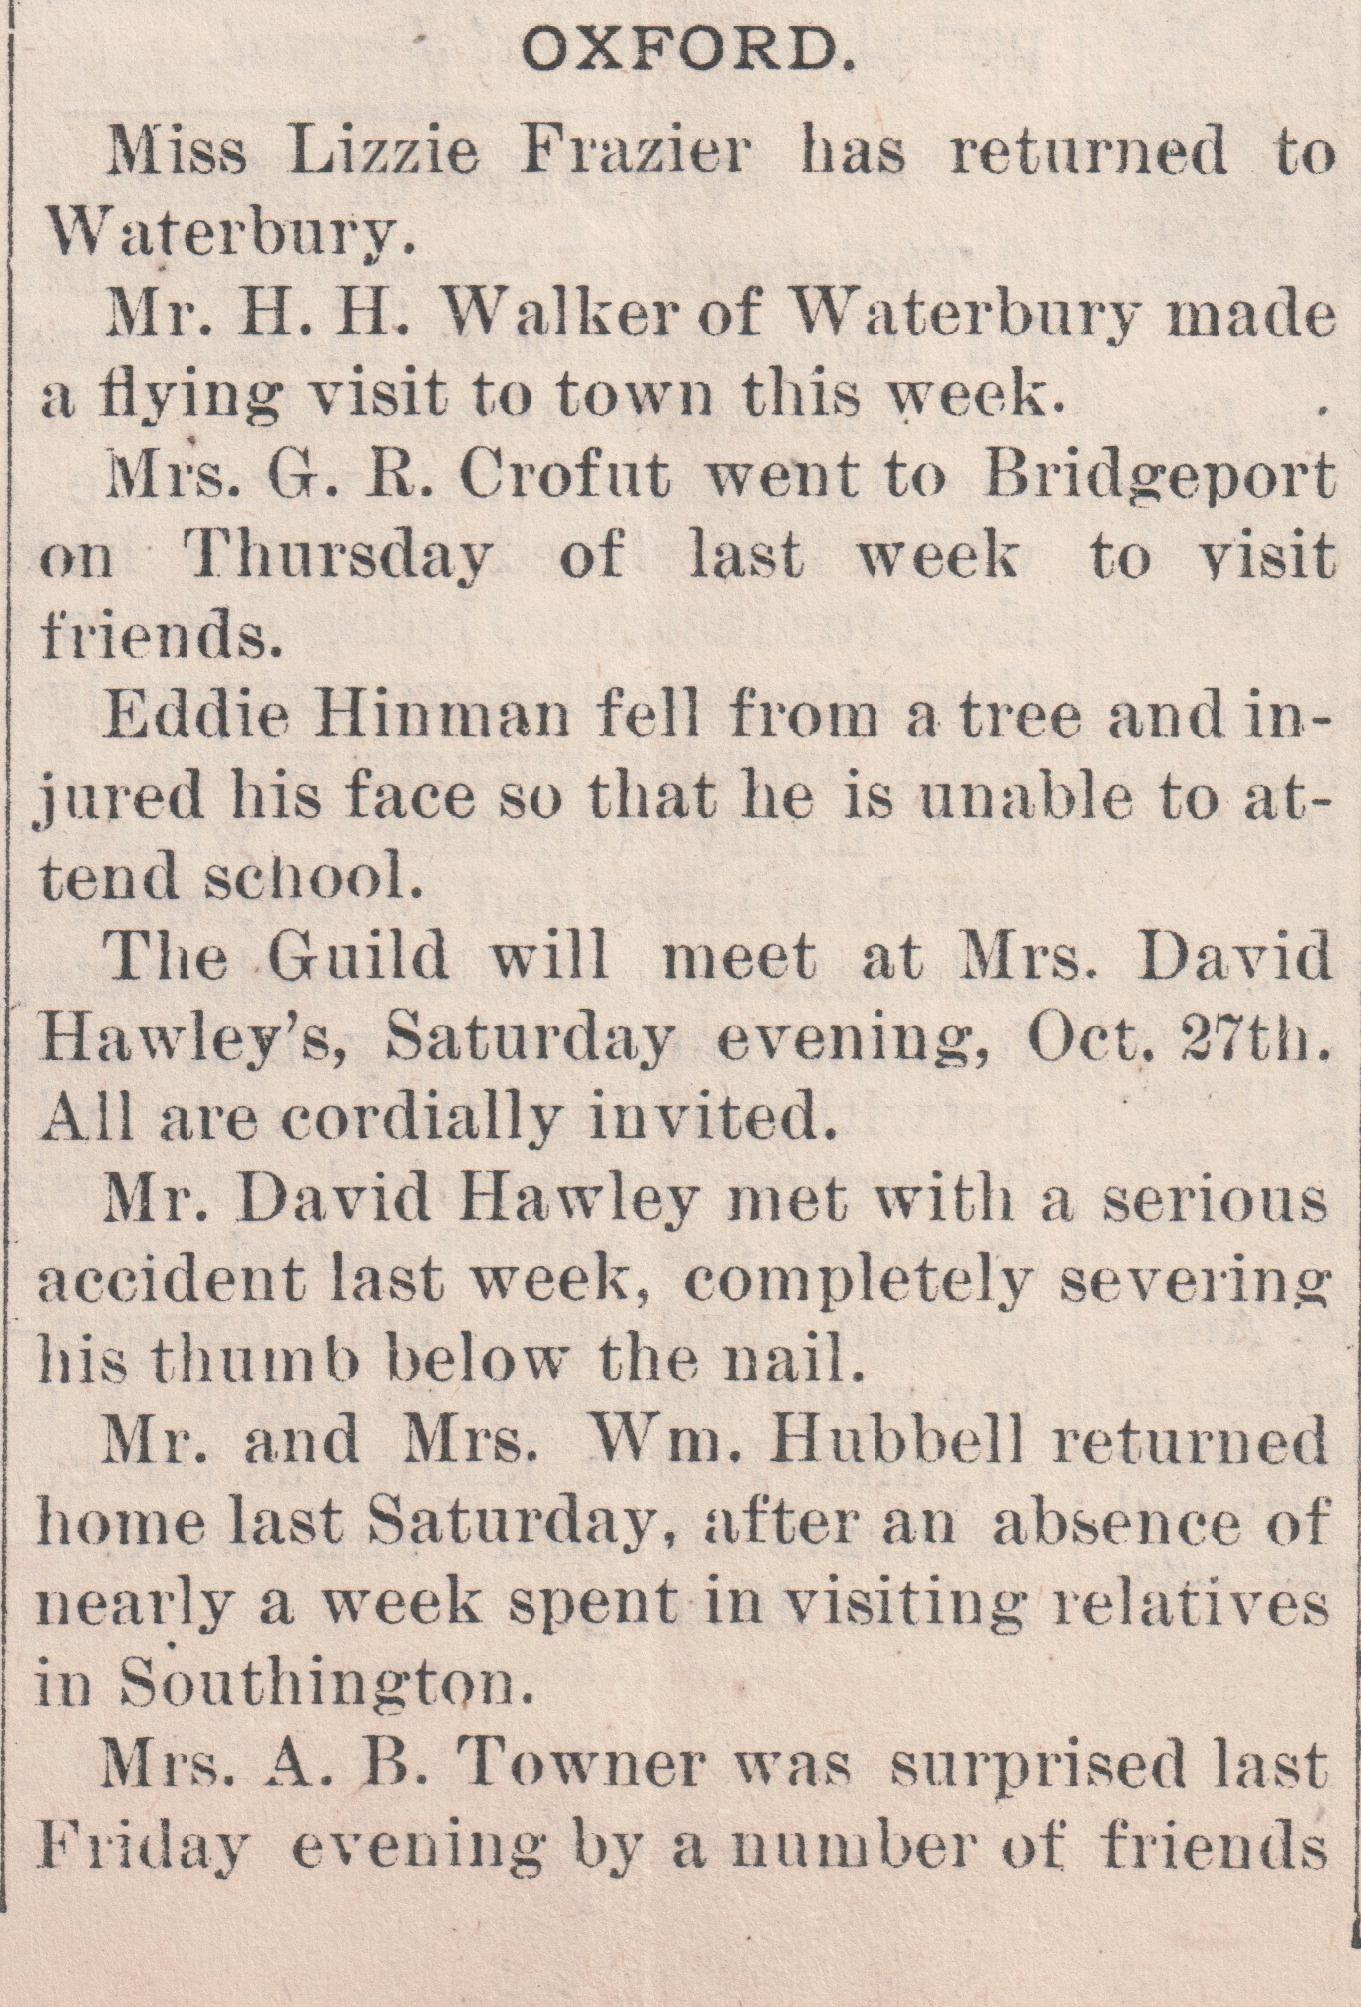 OXFORD.
Miss Lizzie Frazier has returned to
Waterbury.
Mr. H. H. Walker of Waterbury made
a flying visit to town this week.
Mrs. G. R. Crofut went to Bridgeport
on Thursday of last week to visit
friends.
Eddie Hinman fell from a tree and in-
jured his face so that he is unable to at-
tend school.
The Guild will meet at Mrs. David
Hawley's, Saturday evening, Oct. 27th.
All are cordially invited.
Mr. David Hawley met with a serious
accident last week, completely severing
his thumb below the nail.
Mr. and Mrs. Wm. Hubbell returned
home last Saturday, after an absence of
nearly a week spent in visiting relatives
in Southington.
Mrs. A. B. Towner was surprised last
Friday evening by a number of friends